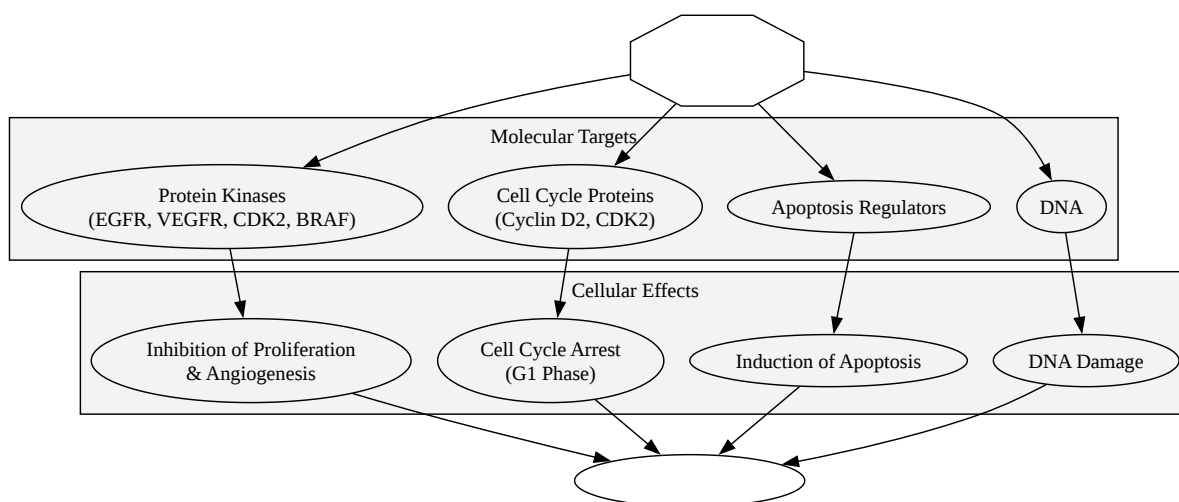 Molecular Targets
Protein Kinases
(EGFR, VEGFR, CDK2, BRAF)
Cell Cycle Proteins
(Cyclin D2, CDK2)
Apoptosis Regulators
DNA
Cellular Effects
Inhibition of Proliferation
& Angiogenesis
Cell Cycle Arrest
(G1 Phase)
Induction of Apoptosis
DNA Damage